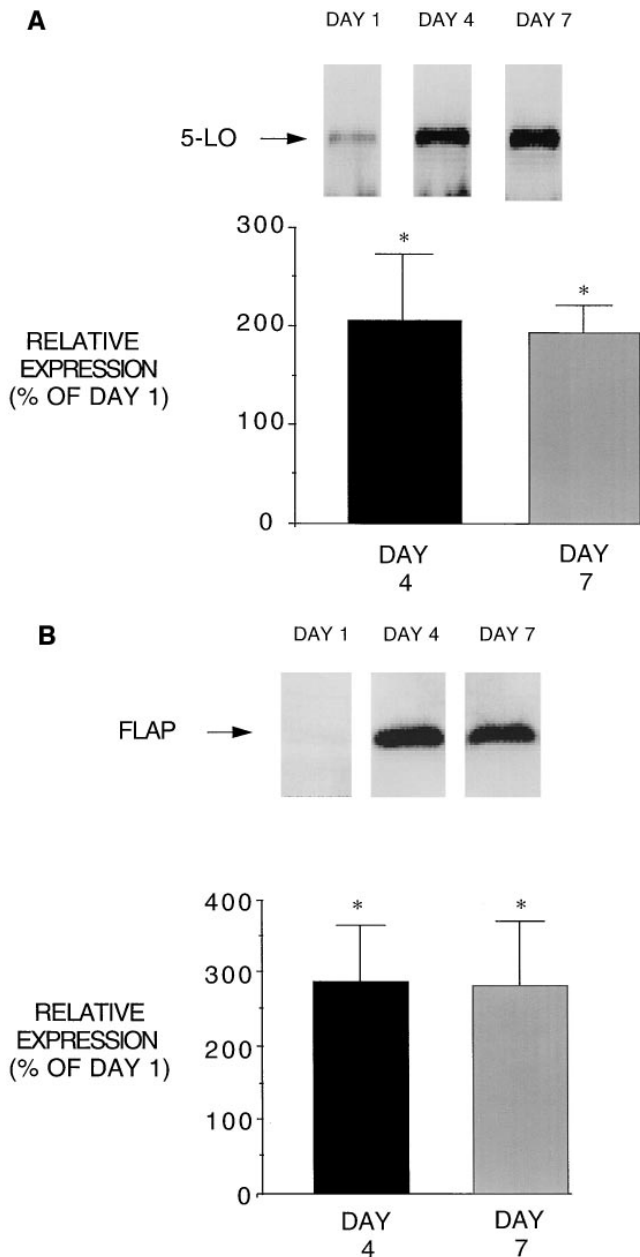 A
DAY 1 DAY 4 DAY 7
5-LO
300
*
*
200
RELATIVE
EXPRESSION
(% OF DAY 1)
100
0
DAY DAY
4 7
B
DAY 1 DAY 4 DAY 7
FLAP
400
* *
300
RELATIVE
EXPRESSION
(% OF DAY 1)
200
100
0
DAY DAY
4 7